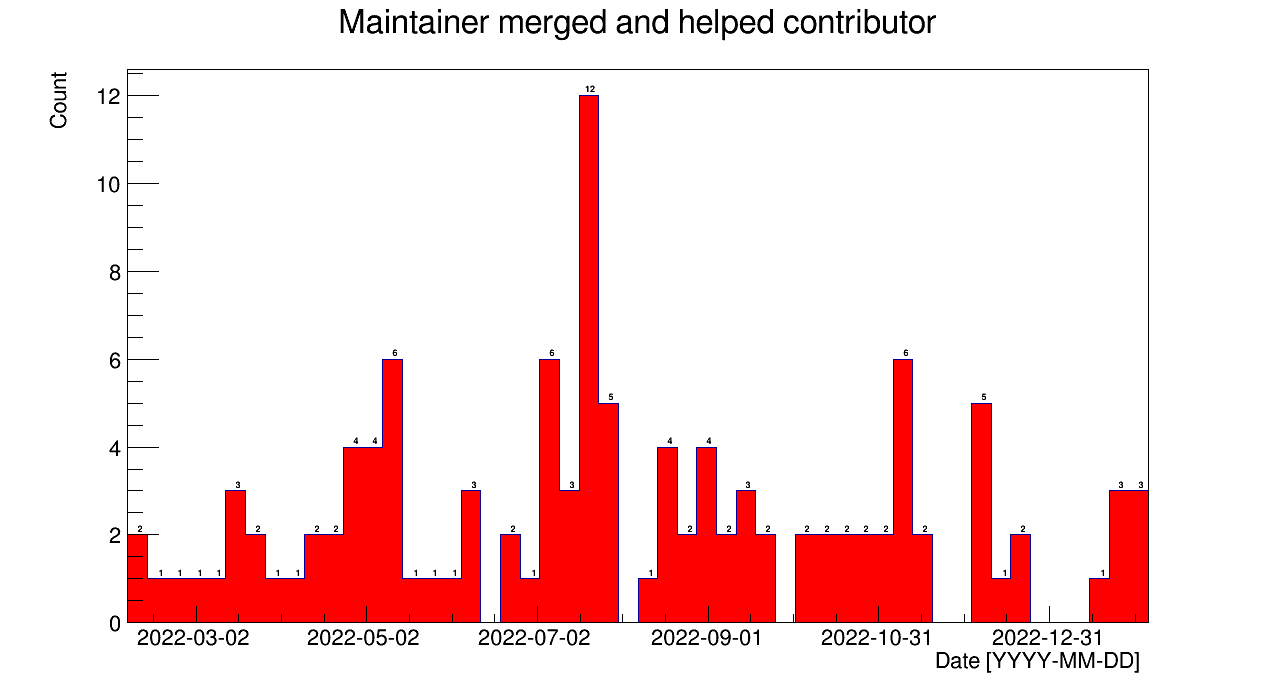 Maintainer merged and helped contributor
Count
12
10
8
6
4
2
0
2 1 1 1 1 3 2 1 1 2 2 4 4 6 1 1 1 3 2 1 6 3 12 5 1 4 2 4 2 3 2 2 2 2 2 2 6 2 5 1 2 1 3 3
2022-03-02 2022-05-02 2022-07-02 2022-09-01 2022-10-31 2022-12-31
Date [YYYY-MM-DD]